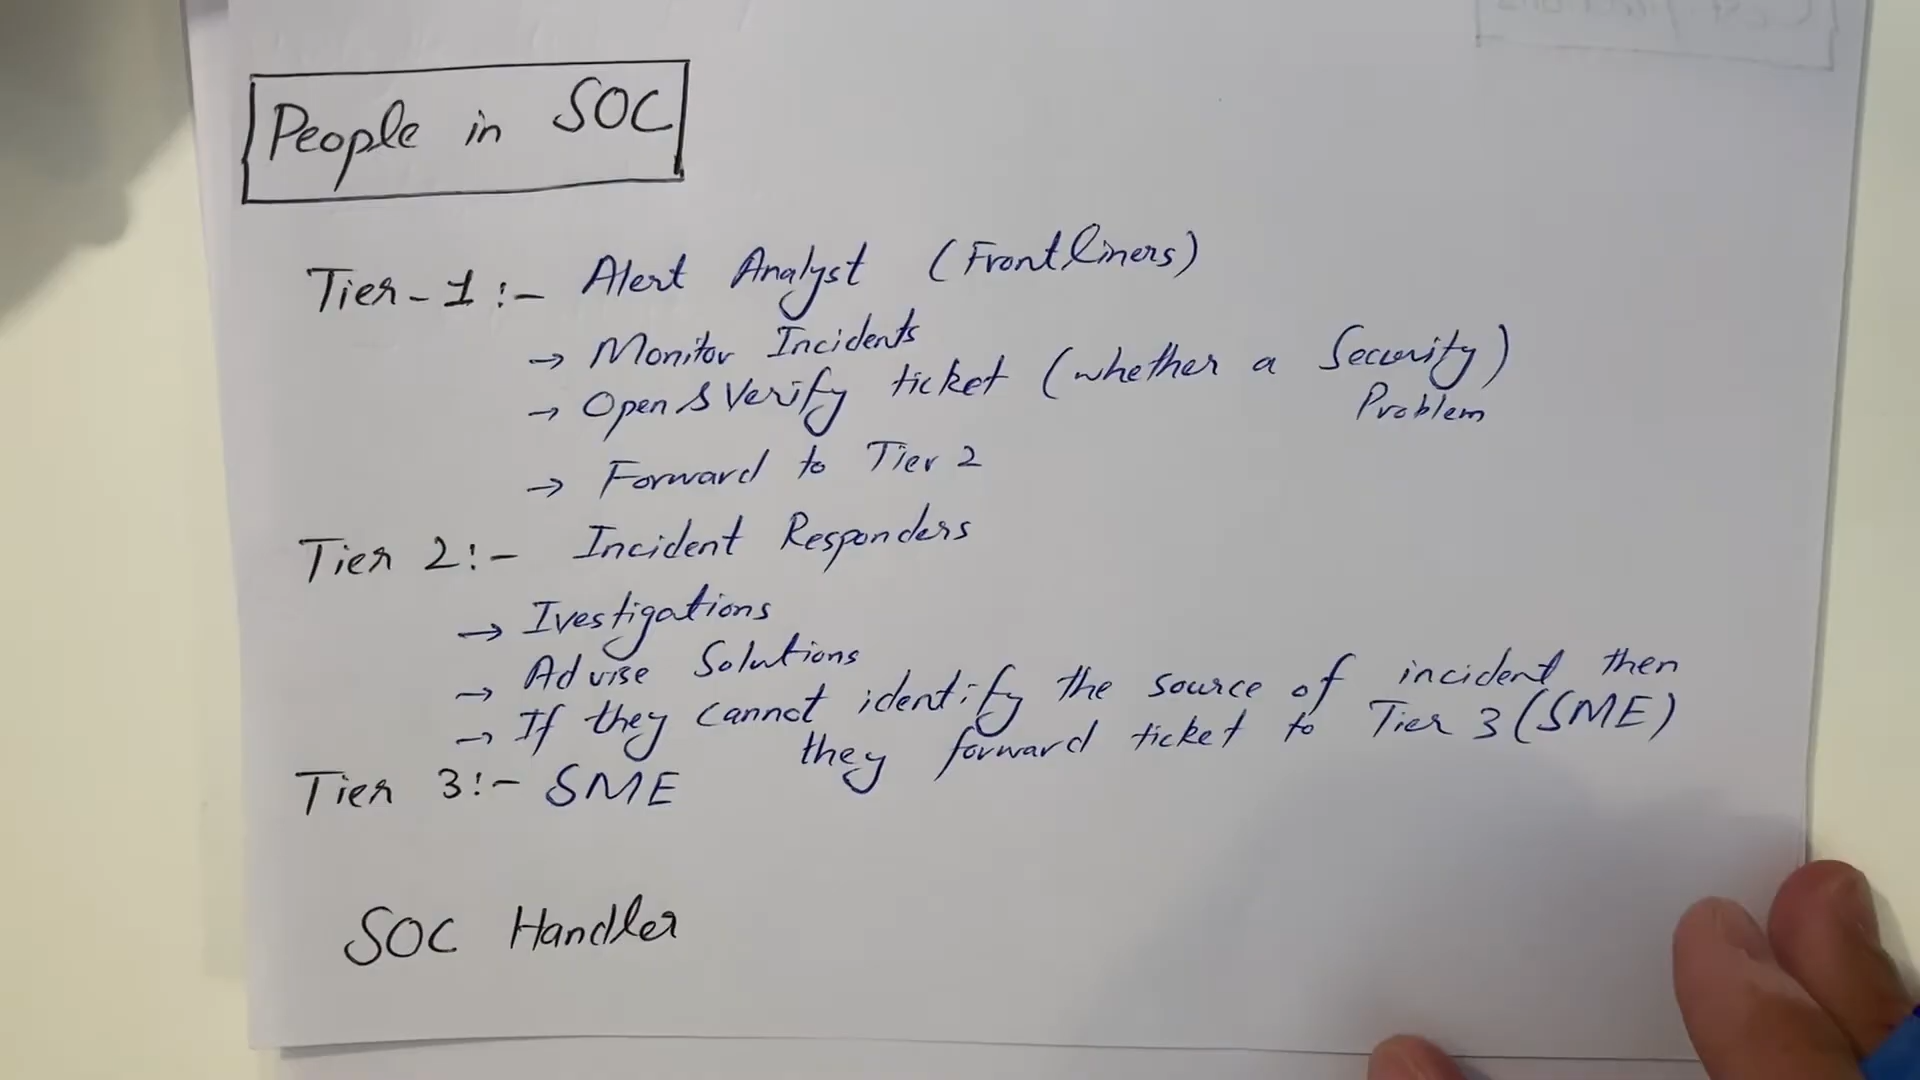 People in SOC
Tier-1 :- Alert Analyst (Frontliners)
→ Monitor Incidents
→ Open & Verify ticket (whether a Security)
Problem
→ Forward to Tier 2
Tier 2:- Incident Responders
→ Ivestigations
→ Advise Solutions
→ If they cannot identify the source of incident then
they forward ticket to Tier 3 (SME)
Tier 3:- SME
SOC Handler